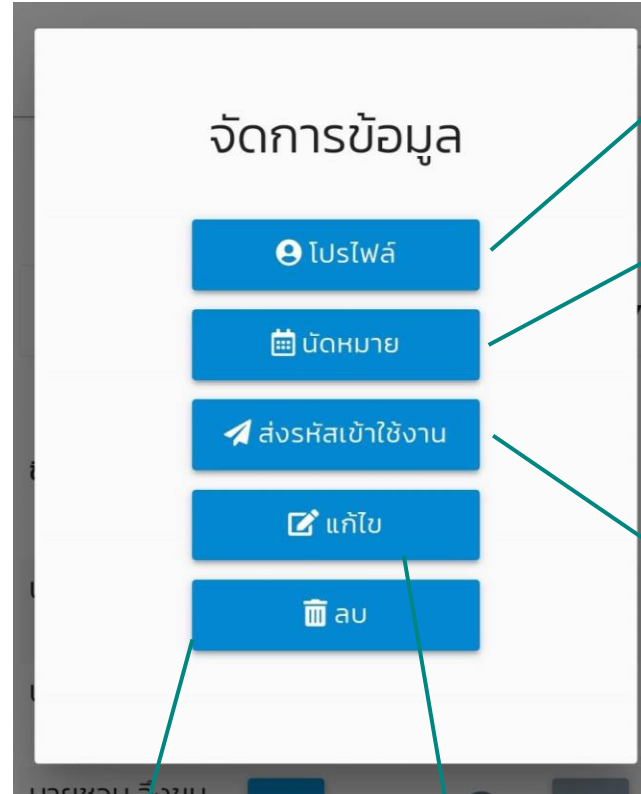 จัดการข้อมูล
โปรไฟล์
นัดหมาย
ส่งรหัสเข้าใช้งาน
แก้ไข
ลบ